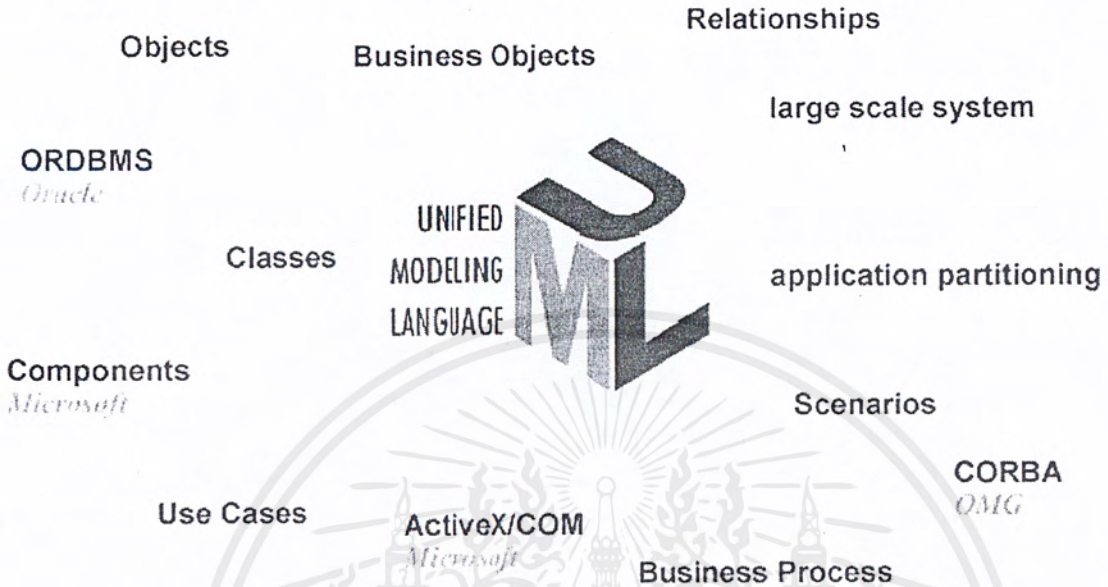 Relationships
Objects
Business Objects
large scale system
ORDBMS
Oracle
UNIFIED
MODELING
LANGUAGE
UML
Classes
application partitioning
Components
Microsoft
Scenarios
CORBA
OMG
Use Cases
ActiveX/COM
Microsoft
Business Process